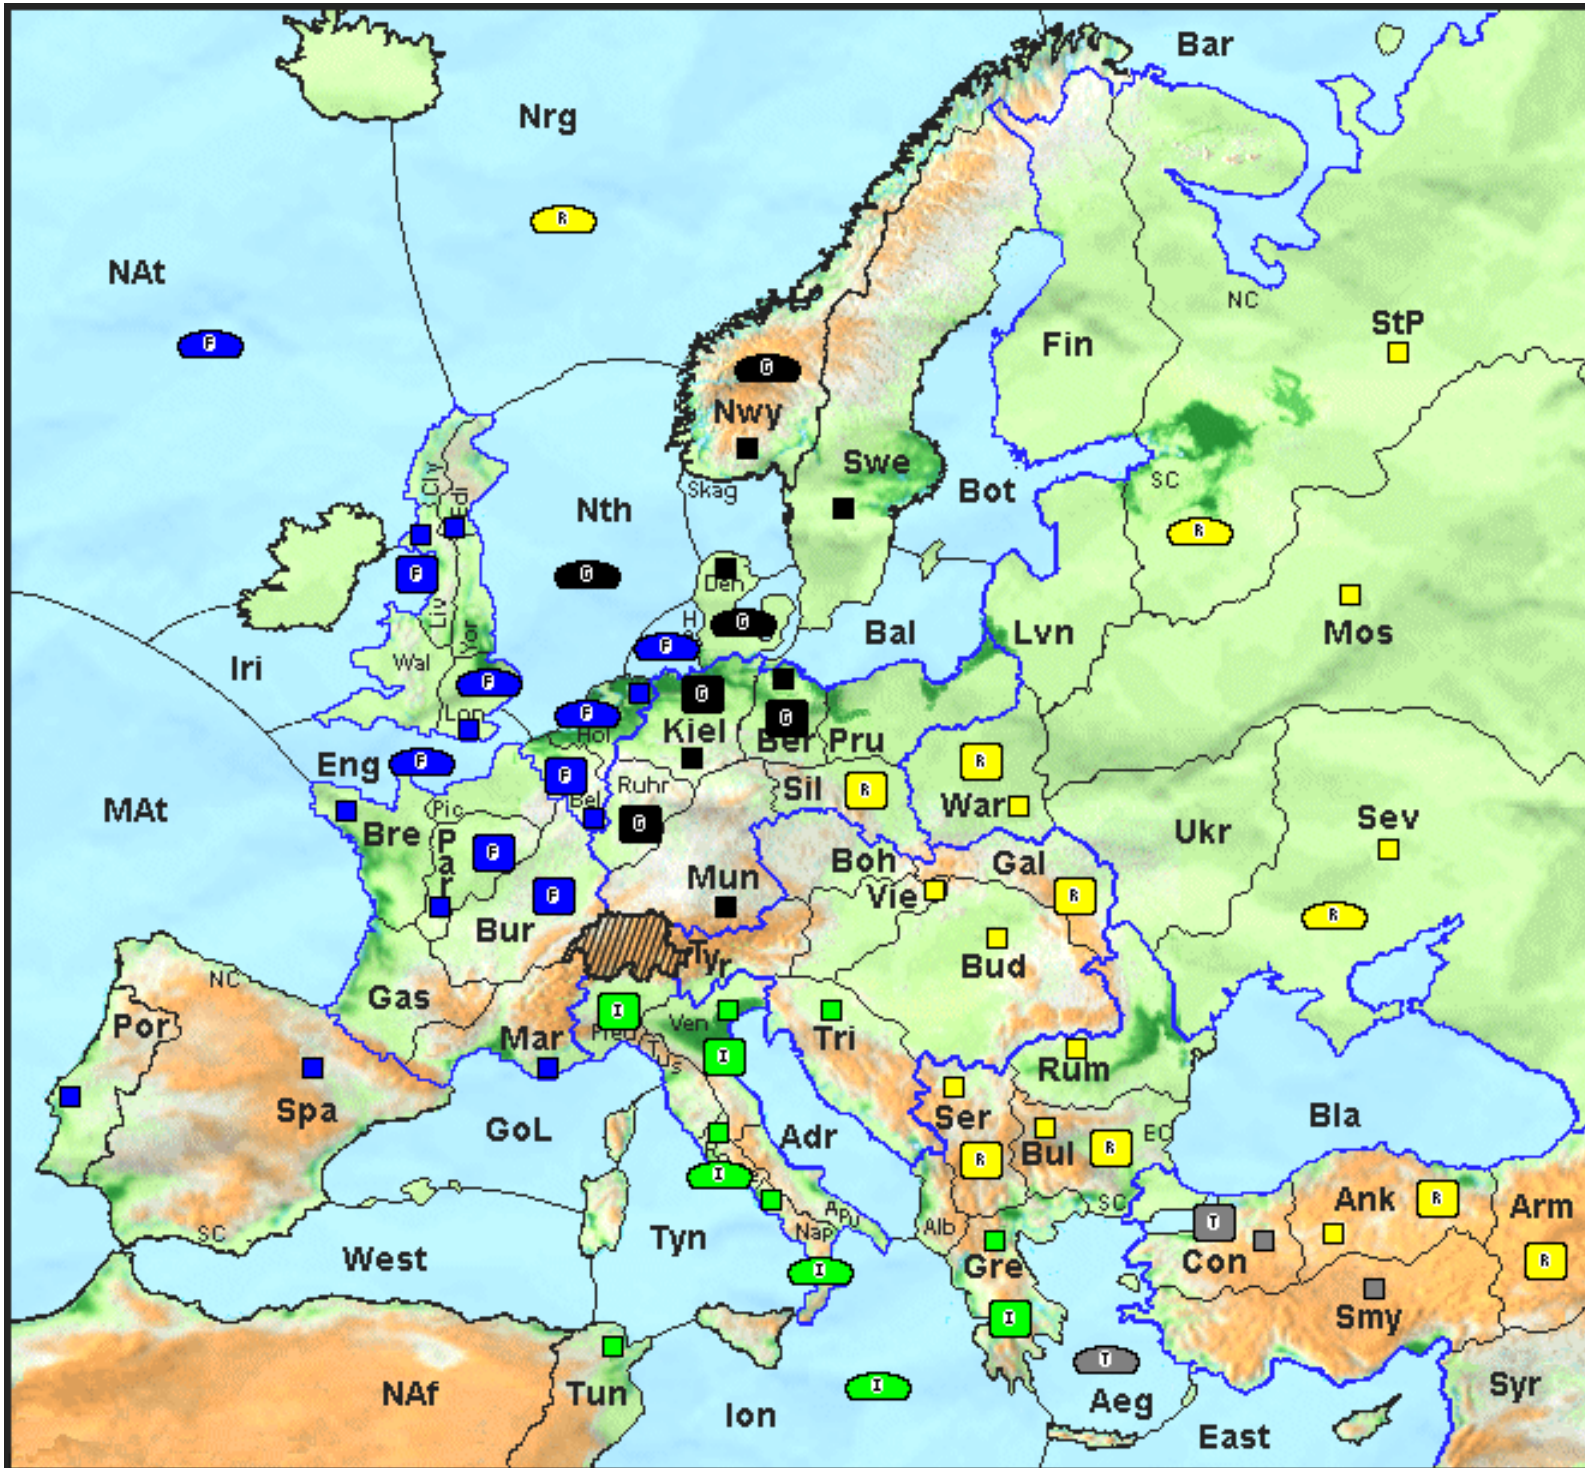 Bar
Nrg
R
NAt
F
NC
StP
Fin
G
Nwy
Swe
Cly
Edi
SC
Skag
Bot
Nth
R
G
Den
F
Liv
Yor
G
H
Bal
Lvn
Mos
Iri
Wal
F
F
G
Lon
F
Hol
Kiel
G
Ber
Pru
Eng
F
F
Bel
Ruhr
Sil
R
R
War
MAt
Pic
Bre
Par
F
G
Ukr
Sev
Boh
Gal
F
Bur
Mun
Vie
R
R
Tyr
Bud
NC
Gas
Por
Mar
I
Pied
Ven
Tri
Tus
I
Rum
Spa
Ser
GoL
Adr
Bul
R
R
EC
Bla
I
Ank
R
Arm
SC
Apu
Nap
Alb
SC
T
Con
R
West
Tyn
I
Gre
I
Smy
T
NAf
Tun
I
Ion
Aeg
Syr
East